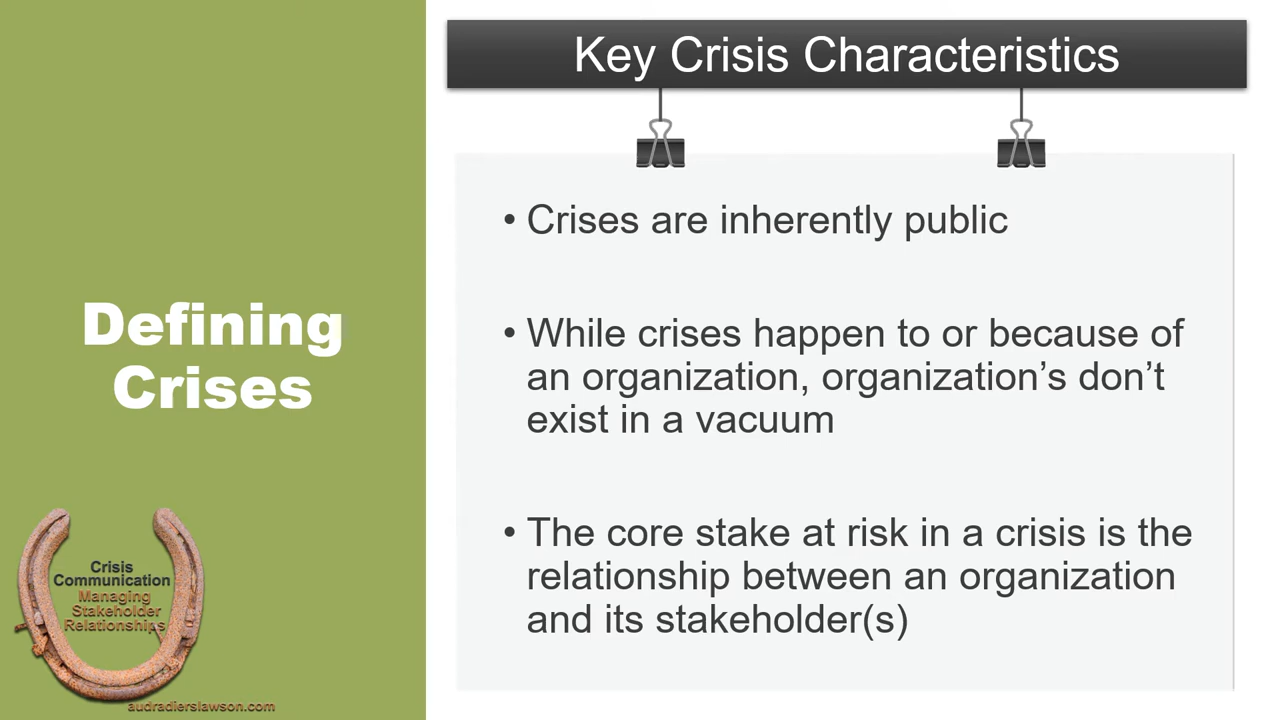 Key Crisis Characteristics
• Crises are inherently public
• While crises happen to or because of
an organization, organization’s don’t
exist in a vacuum
• The core stake at risk in a crisis is the
relationship between an organization
and its stakeholder(s)
Defining
Crises
Crisis
Communication
Managing
Stakeholder
Relationships
audradierslawson.com